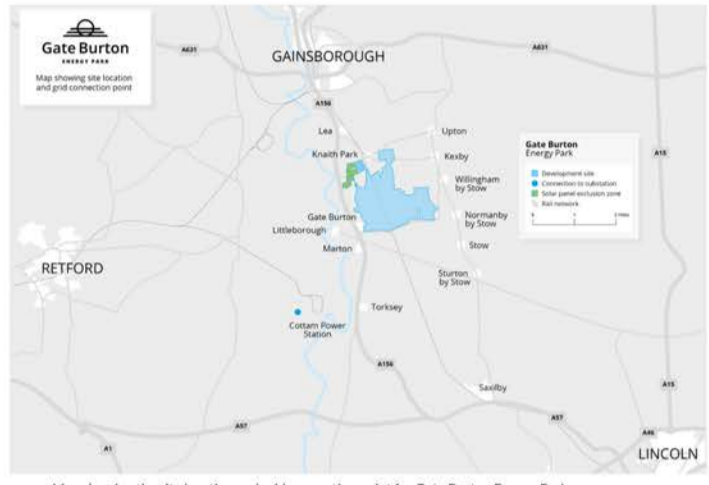 Gate Burton
ENERGY PARK
Map showing site location
and grid connection point
A631
GAINSBOROUGH
A631
A156
Lea
Upton
Knaith Park
Kexby
A15
Gate Burton
Energy Park
Development site
Connection to substation
Solar panel exclusion zone
Rail network
Willingham
by Stow
Gate Burton
Normanby
by Stow
Littleborough
Marton
Stow
RETFORD
Sturton
by Stow
Torksey
Cottam Power
Station
A156
Saxilby
A15
A57
A57
A46
A1
LINCOLN